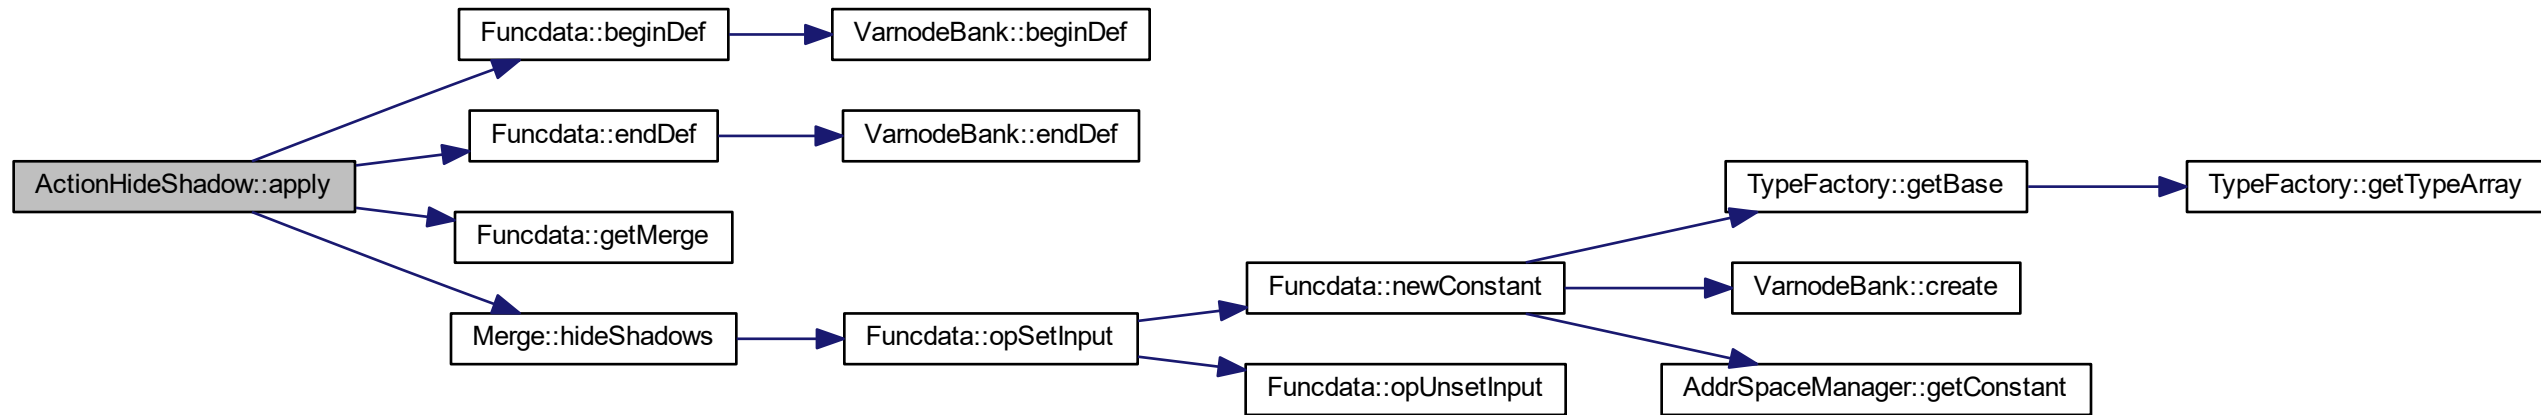 Funcdata::beginDef
VarnodeBank::beginDef
Funcdata::endDef
VarnodeBank::endDef
ActionHideShadow::apply
TypeFactory::getBase
TypeFactory::getTypeArray
Funcdata::getMerge
Funcdata::newConstant
VarnodeBank::create
Merge::hideShadows
Funcdata::opSetInput
Funcdata::opUnsetInput
AddrSpaceManager::getConstant